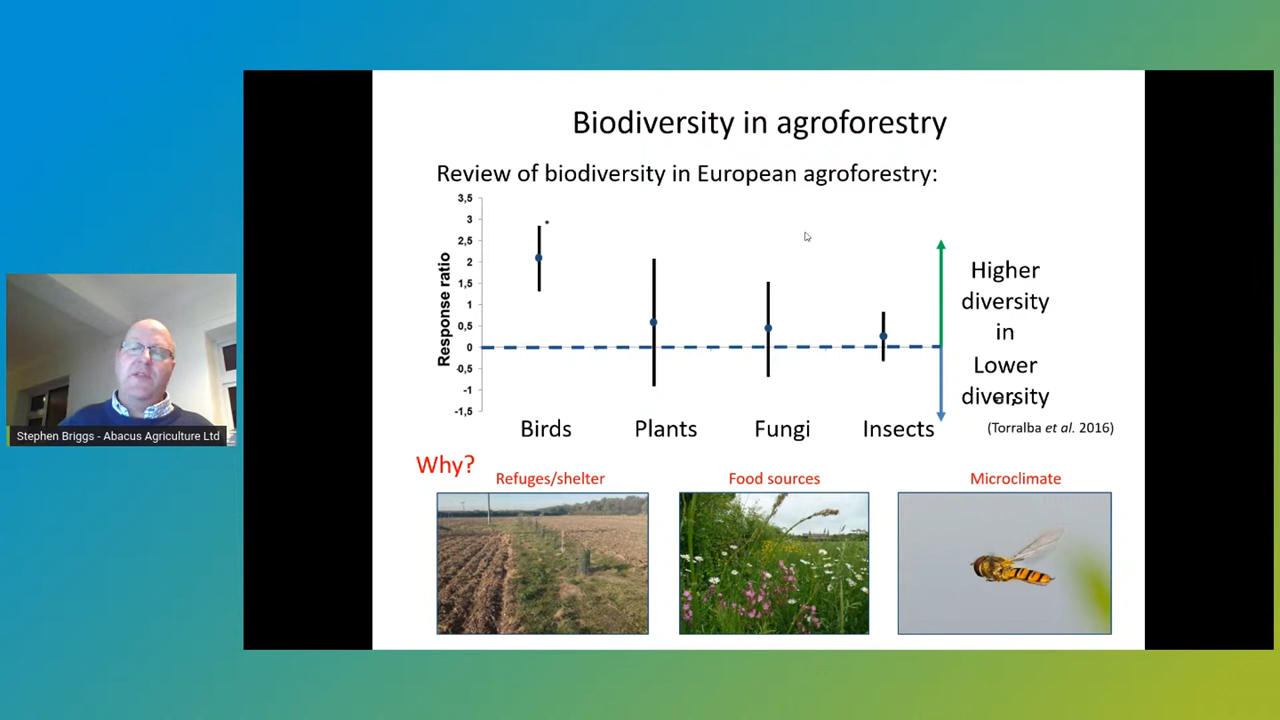 Biodiversity in agroforestry
Review of biodiversity in European agroforestry:
Response ratio
3,5
3
2,5
2
1,5
1
0,5
0
-0,5
-1
-1,5
*
Birds
Plants
Fungi
Insects
Higher
diversity
in
Lower
diversity
(Torralba et al. 2016)
Why?
Refuges/shelter
Food sources
Microclimate
Stephen Briggs - Abacus Agriculture Ltd